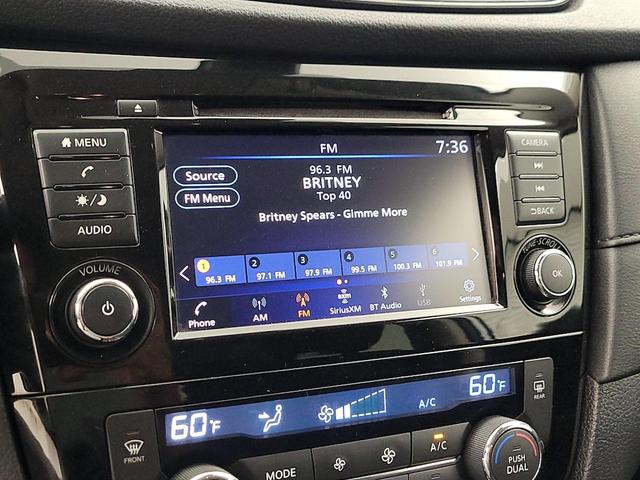 MENU
AUDIO
VOLUME
FM
7:36
Source
FM Menu
96.3 FM
BRITNEY
Top 40
Britney Spears - Gimme More
1 2 3 4 5 6
96.3 FM 97.1 FM 97.9 FM 99.5 FM 100.3 FM 101.9 FM
Phone
AM
FM
sxm
SiriusXM
BT Audio
USB
Settings
CAMERA
BACK
TUNE·SCROLL
OK
60°F
A/C
60°F
FRONT
REAR
MODE
A/C
PUSH
DUAL